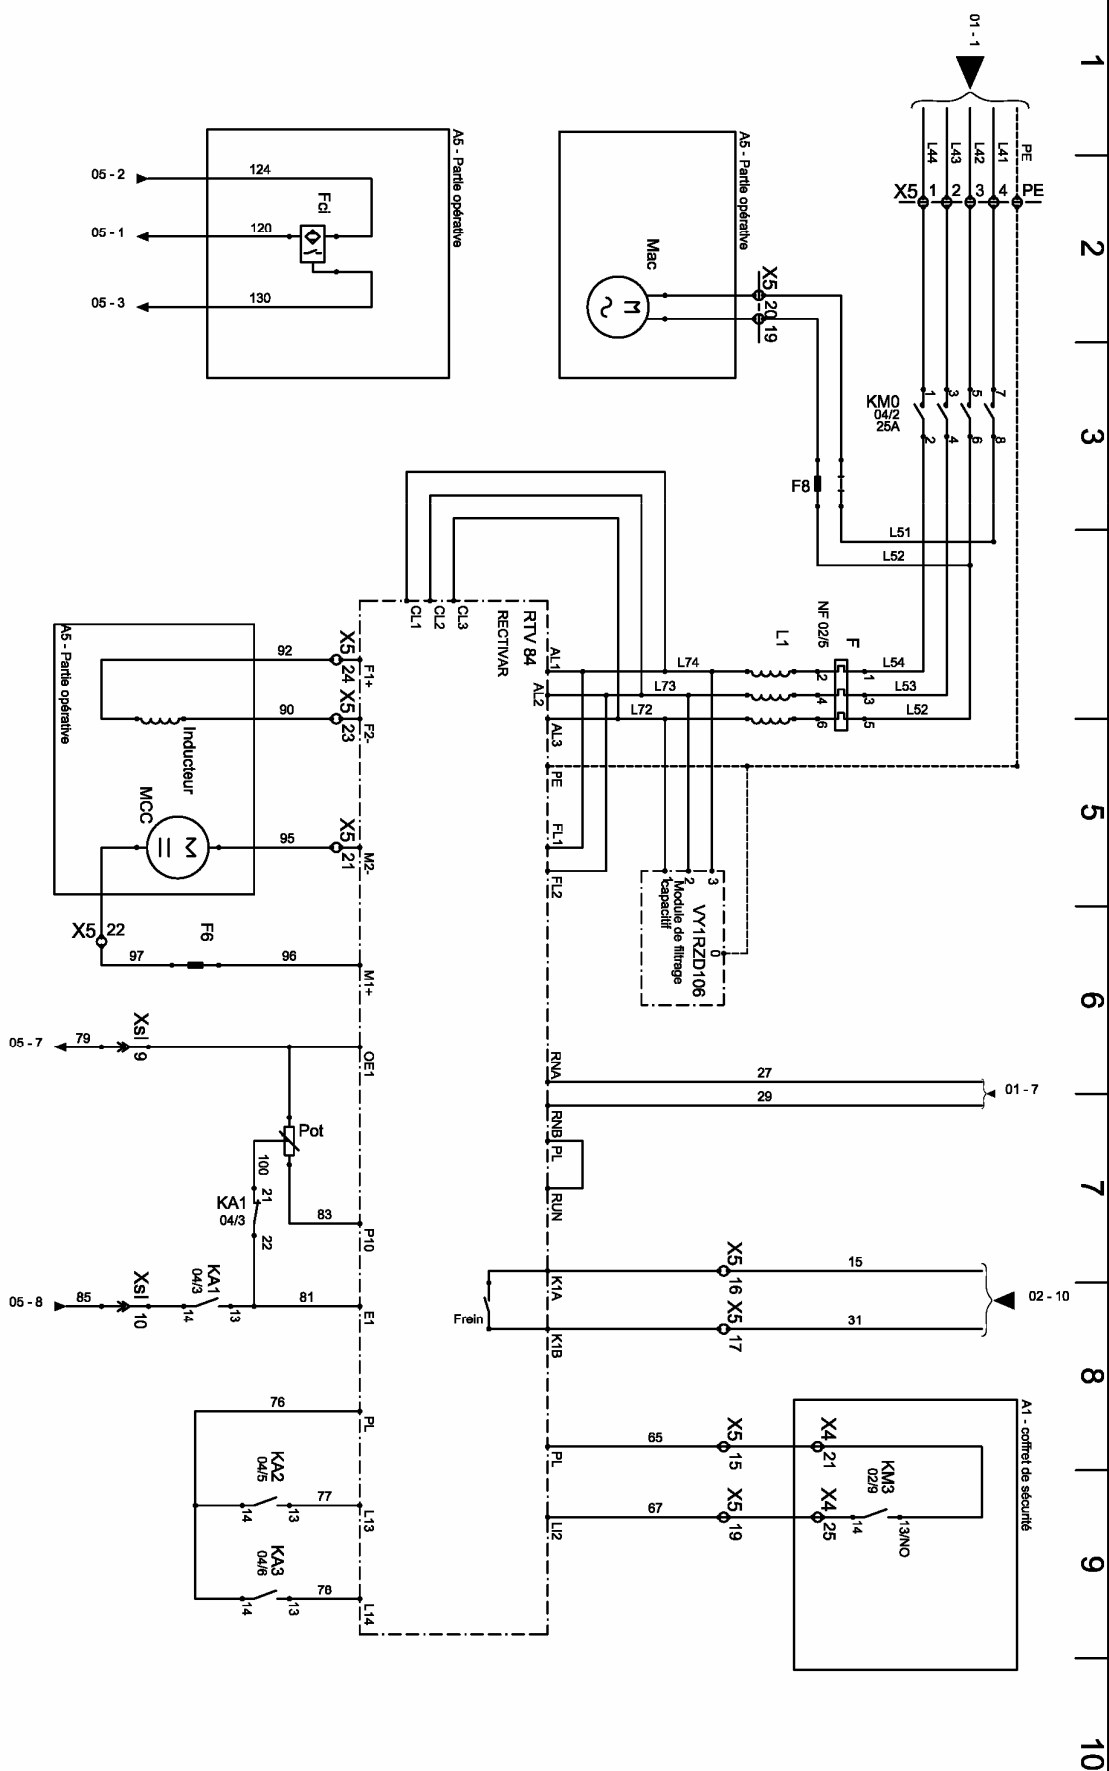 1
2
3
5
6
7
8
9
10
01 - 1
PE
L41
L42
L43
L44
X5 1 2 3 4 PE
A5 - Partie opérative
124
120
130
05 - 2
05 - 1
05 - 3
Fci
A5 - Partie opérative
Mac
M
X5 20 19
KM0
04/2
25A
1 3 5 7
2 4 6 8
F8
L51
L52
F
NF 02/5
L1
L54
L53
L52
1 3 5
2 4 6
L74
L73
L72
CL1
CL2
CL3
RTV 84
RECTIVAR
AL1
AL2
AL3
PE
FL1
FL2
VY1RZD106
Module de filtrage
capacitif
1 2 3
0
A5 - Partie opérative
Inducteur
MCC
M
92
90
95
X5 24
X5 23
X5 21
F1+
F2-
M2-
X5 22
97
F6
96
M1+
05 - 7
79
Xsl 9
OE1
Pot
100
KA1
04/3
21
22
83
P10
05 - 8
85
Xsl 10
KA1
04/3
14
13
81
E1
RNA
RNB
27
29
01 - 7
PL
RUN
K1A
K1B
Frein
X5 16
X5 17
15
31
02 - 10
76
PL
KA2
04/5
14
13
77
L13
KA3
04/6
14
13
78
L14
PL
LI2
65
67
X5 15
X5 19
A1 - coffret de sécurité
X4 21
X4 25
KM3
02/9
14
13/NO